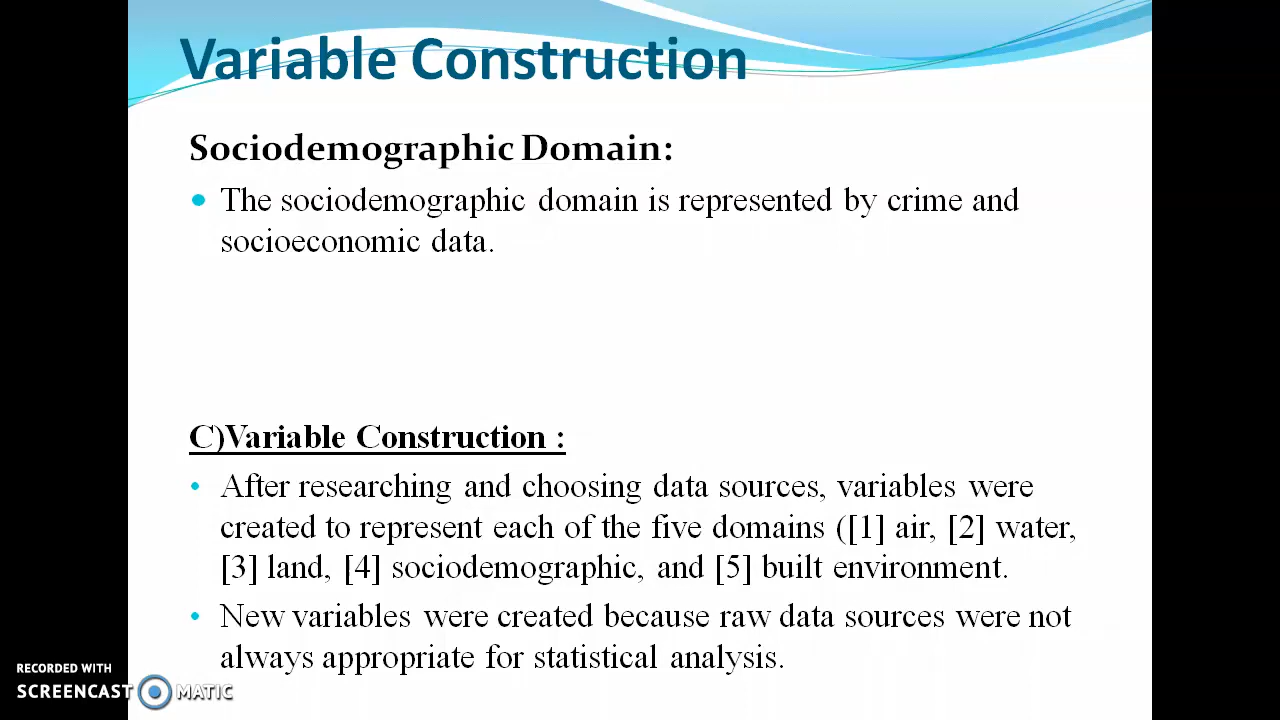 Variable Construction
Sociodemographic Domain:
• The sociodemographic domain is represented by crime and
socioeconomic data.
C)Variable Construction :
• After researching and choosing data sources, variables were
created to represent each of the five domains ([1] air, [2] water,
[3] land, [4] sociodemographic, and [5] built environment.
• New variables were created because raw data sources were not
always appropriate for statistical analysis.
RECORDED WITH
SCREENCAST MATIC